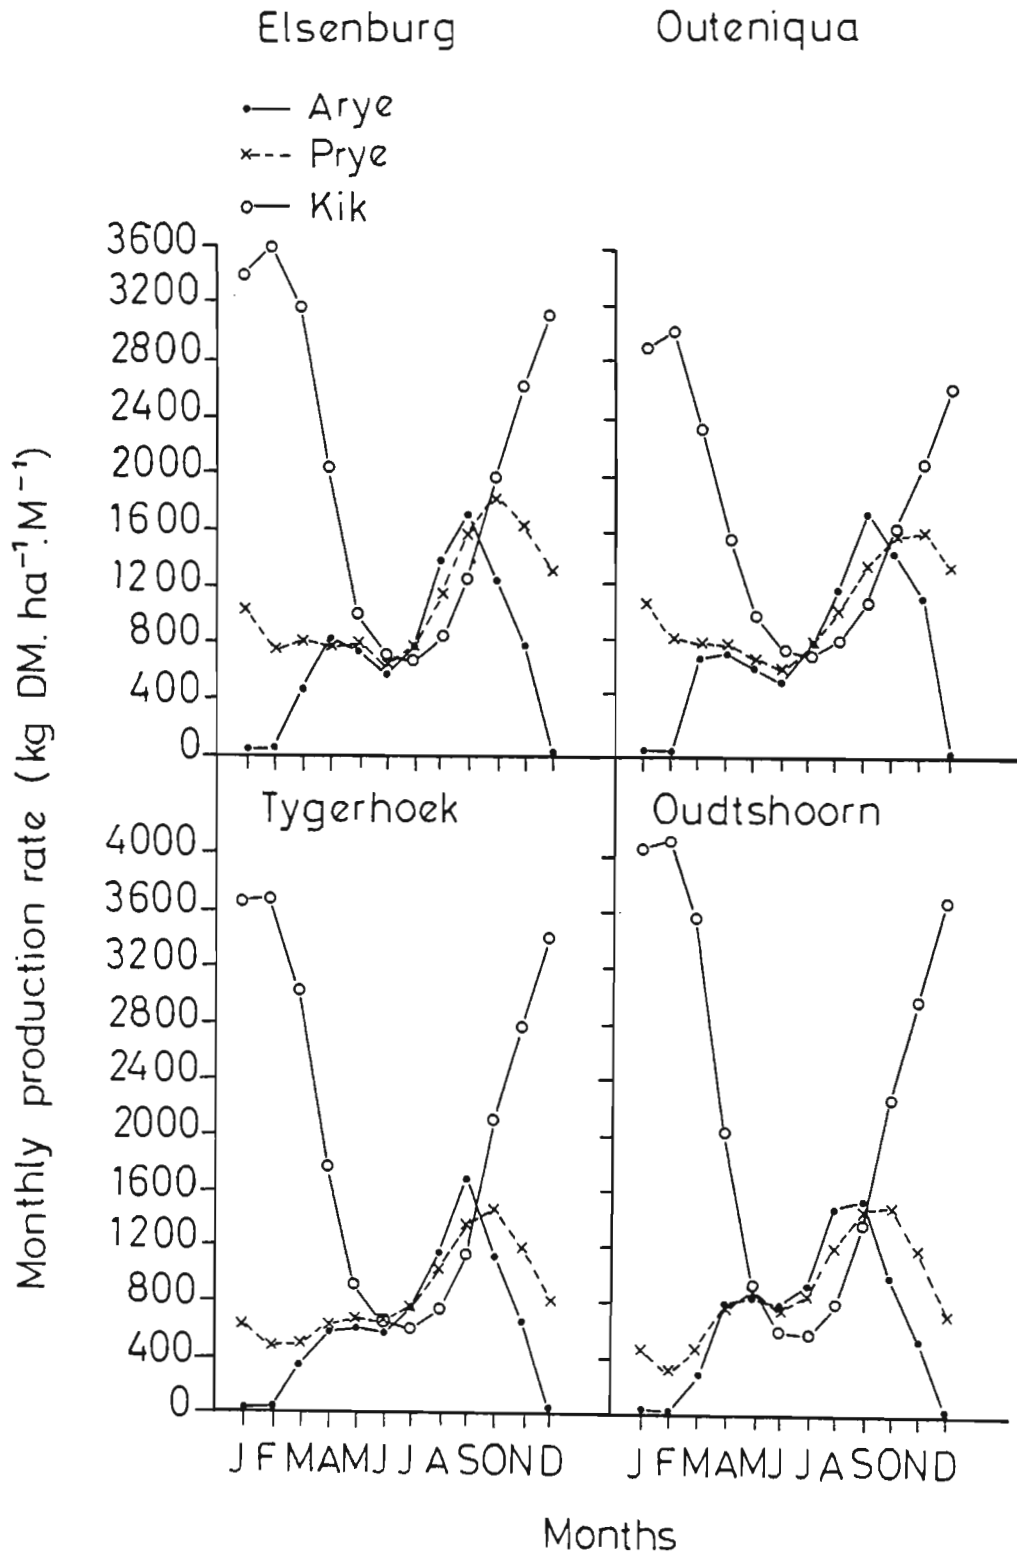 Elsenburg
Outeniqua
Arye
Prye
Kik
3600
3200
2800
2400
2000
1600
1200
800
400
0
Tygerhoek
Oudtshoorn
4000
3600
3200
2800
2400
2000
1600
1200
800
400
0
J F M A M J J A S O N D
J F M A M J J A S O N D
Months
Monthly production rate (kg DM. ha⁻¹. M⁻¹)